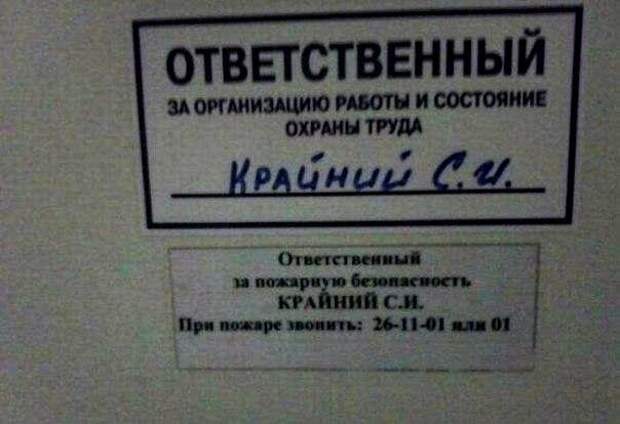 ОТВЕТСТВЕННЫЙ
ЗА ОРГАНИЗАЦИЮ РАБОТЫ И СОСТОЯНИЕ
ОХРАНЫ ТРУДА
КРАЙНИЙ С.И.
Ответственный
за пожарную безопасность
КРАЙНИЙ С.И.
При пожаре звонить: 26-11-01 или 01